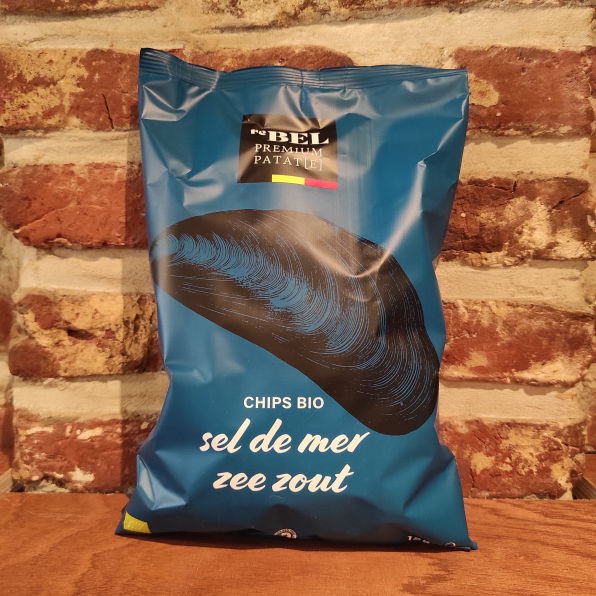 reBEL
PREMIUM
PATAT[E]
CHIPS BIO
sel de mer
zee zout